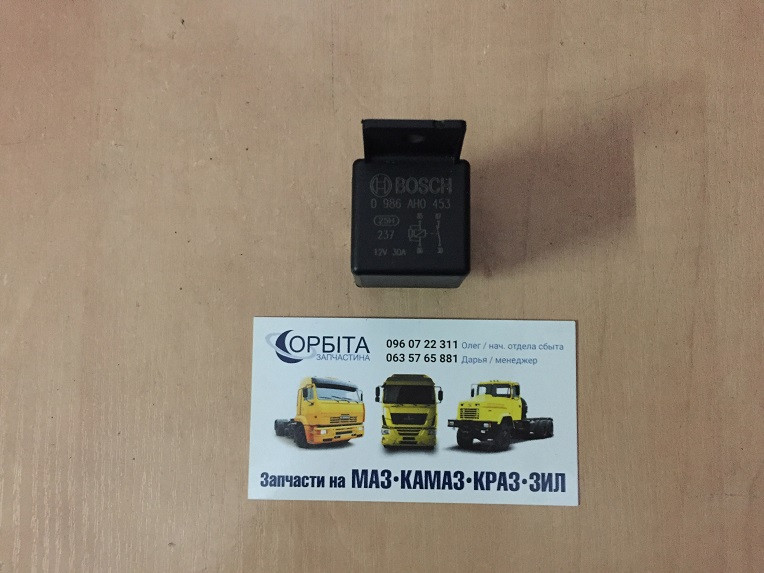 BOSCH
0 986 AH0 453
237
12V 30A
ОРБІТА
ЗАПЧАСТИНА
096 07 22 311 Олег / нач. отдела сбыта
063 57 65 881 Дарья / менеджер
Запчасти на МАЗ•КАМАЗ•КРАЗ•ЗИЛ